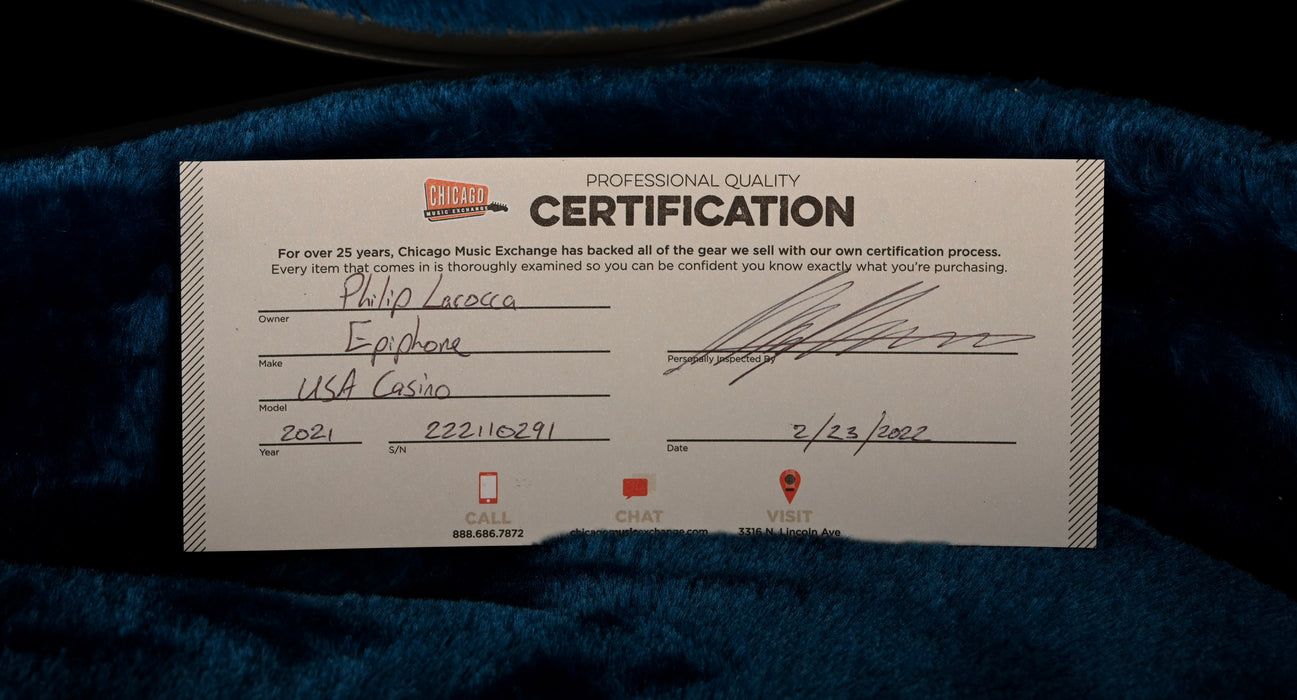 CHICAGO
MUSIC EXCHANGE
PROFESSIONAL QUALITY
CERTIFICATION
For over 25 years, Chicago Music Exchange has backed all of the gear we sell with our own certification process.
Every item that comes in is thoroughly examined so you can be confident you know exactly what you're purchasing.
Philip Larocca
Owner
Epiphone
Make
Personally Inspected By
USA Casino
Model
2021 222110291 2/23/2022
Year S/N Date
CALL CHAT VISIT
888.686.7872 chicagomusicexchange.com 3316 N. Lincoln Ave